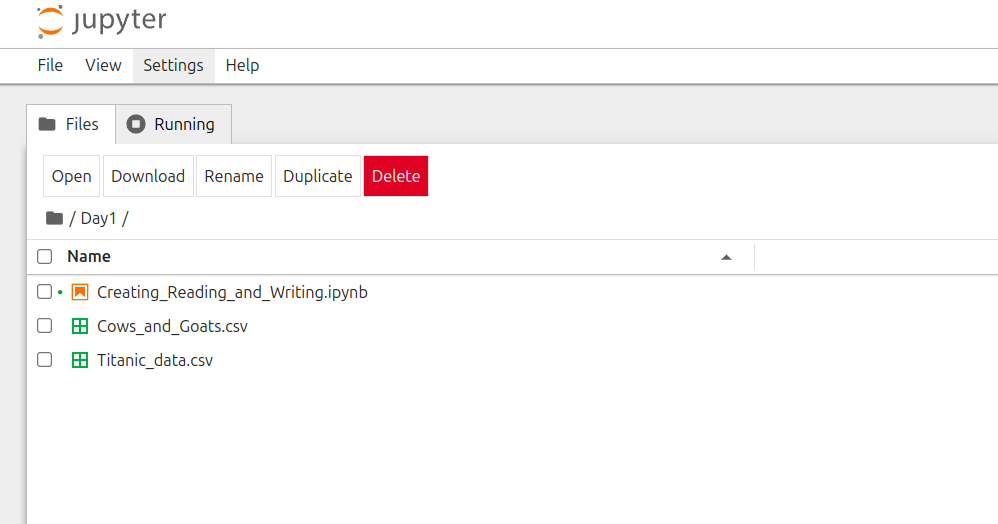 jupyter
File View Settings Help
Files Running
Open Download Rename Duplicate Delete
/ Day1 /
Name
Creating_Reading_and_Writing.ipynb
Cows_and_Goats.csv
Titanic_data.csv